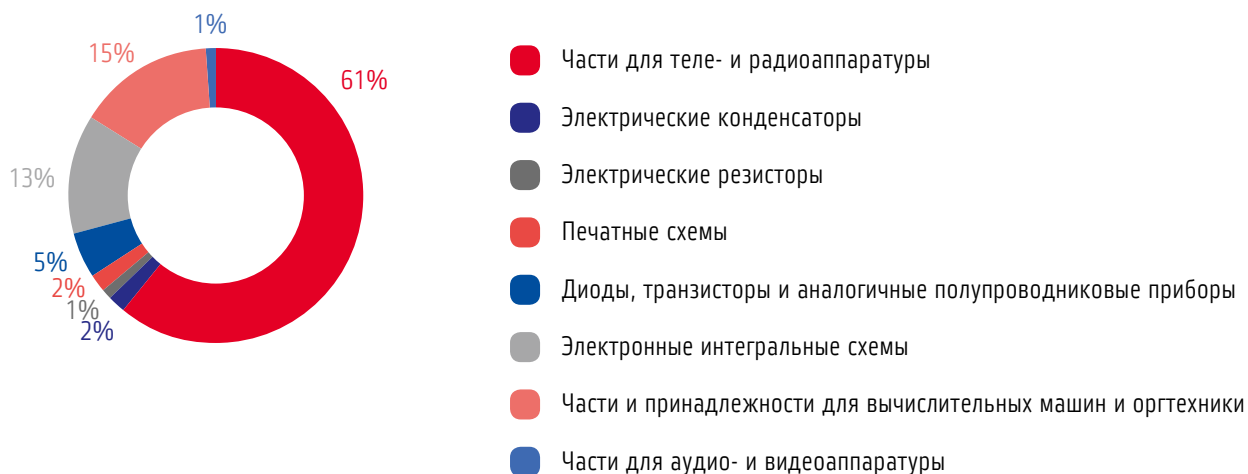 1%
15%
61%
13%
5%
2%
1%
2%
Части для теле- и радиоаппаратуры
Электрические конденсаторы
Электрические резисторы
Печатные схемы
Диоды, транзисторы и аналогичные полупроводниковые приборы
Электронные интегральные схемы
Части и принадлежности для вычислительных машин и оргтехники
Части для аудио- и видеоаппаратуры